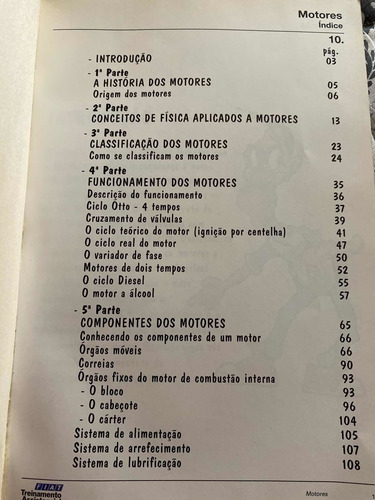 Motores
Índice
10.
pág.
- INTRODUÇÃO 03
- 1ª Parte
A HISTÓRIA DOS MOTORES 05
Origem dos motores 06
- 2ª Parte
CONCEITOS DE FÍSICA APLICADOS A MOTORES 13
- 3ª Parte
CLASSIFICAÇÃO DOS MOTORES 23
Como se classificam os motores 24
- 4ª Parte
FUNCIONAMENTO DOS MOTORES 35
Descrição do funcionamento 36
Ciclo Otto - 4 tempos 37
Cruzamento de válvulas 39
O ciclo teórico do motor (ignição por centelha) 41
O ciclo real do motor 47
O variador de fase 50
Motores de dois tempos 52
O ciclo Diesel 55
O motor a álcool 57
- 5ª Parte
COMPONENTES DOS MOTORES 65
Conhecendo os componentes de um motor 66
Órgãos móveis 66
Correias 90
Órgãos fixos do motor de combustão interna 93
- O bloco 93
- O cabeçote 96
- O cárter 104
Sistema de alimentação 105
Sistema de arrefecimento 107
Sistema de lubrificação 108
FIAT
Treinamento
Motores